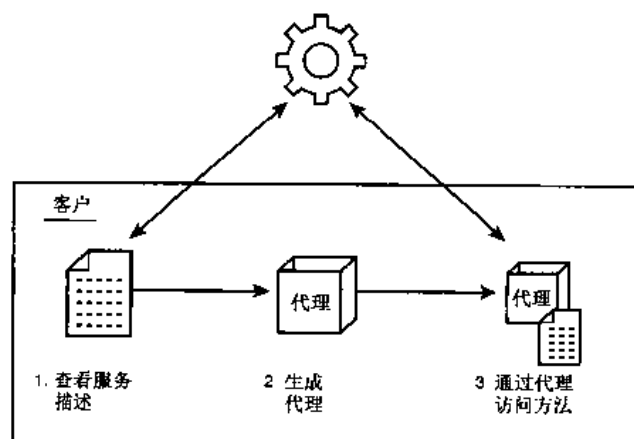 客户
代理
代理
1. 查看服务
描述
2 生成
代理
3 通过代理
访问方法